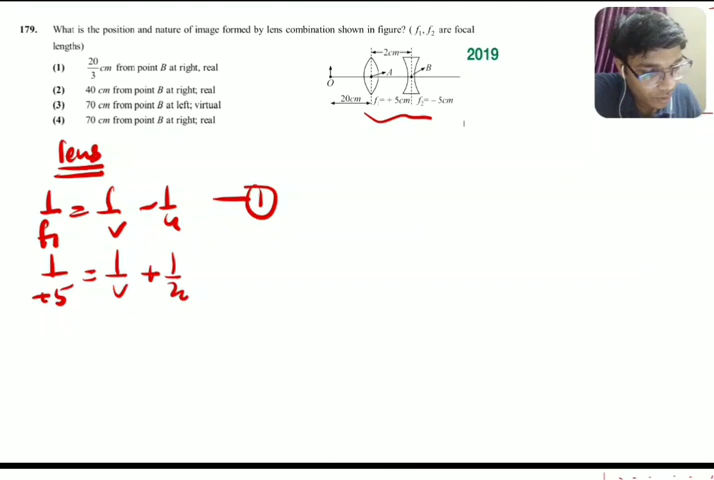 179. What is the position and nature of image formed by lens combination shown in figure? (f₁, f₂ are focal
lengths)
2019
(1) 20/3 cm from point B at right, real
(2) 40 cm from point B at right; real
(3) 70 cm from point B at left; virtual
(4) 70 cm from point B at right; real
2cm
A
B
O
20cm f₁= + 5cm f₂= − 5cm
lens
1/f₁ = 1/v - 1/u — ①
1/+5 = 1/v +